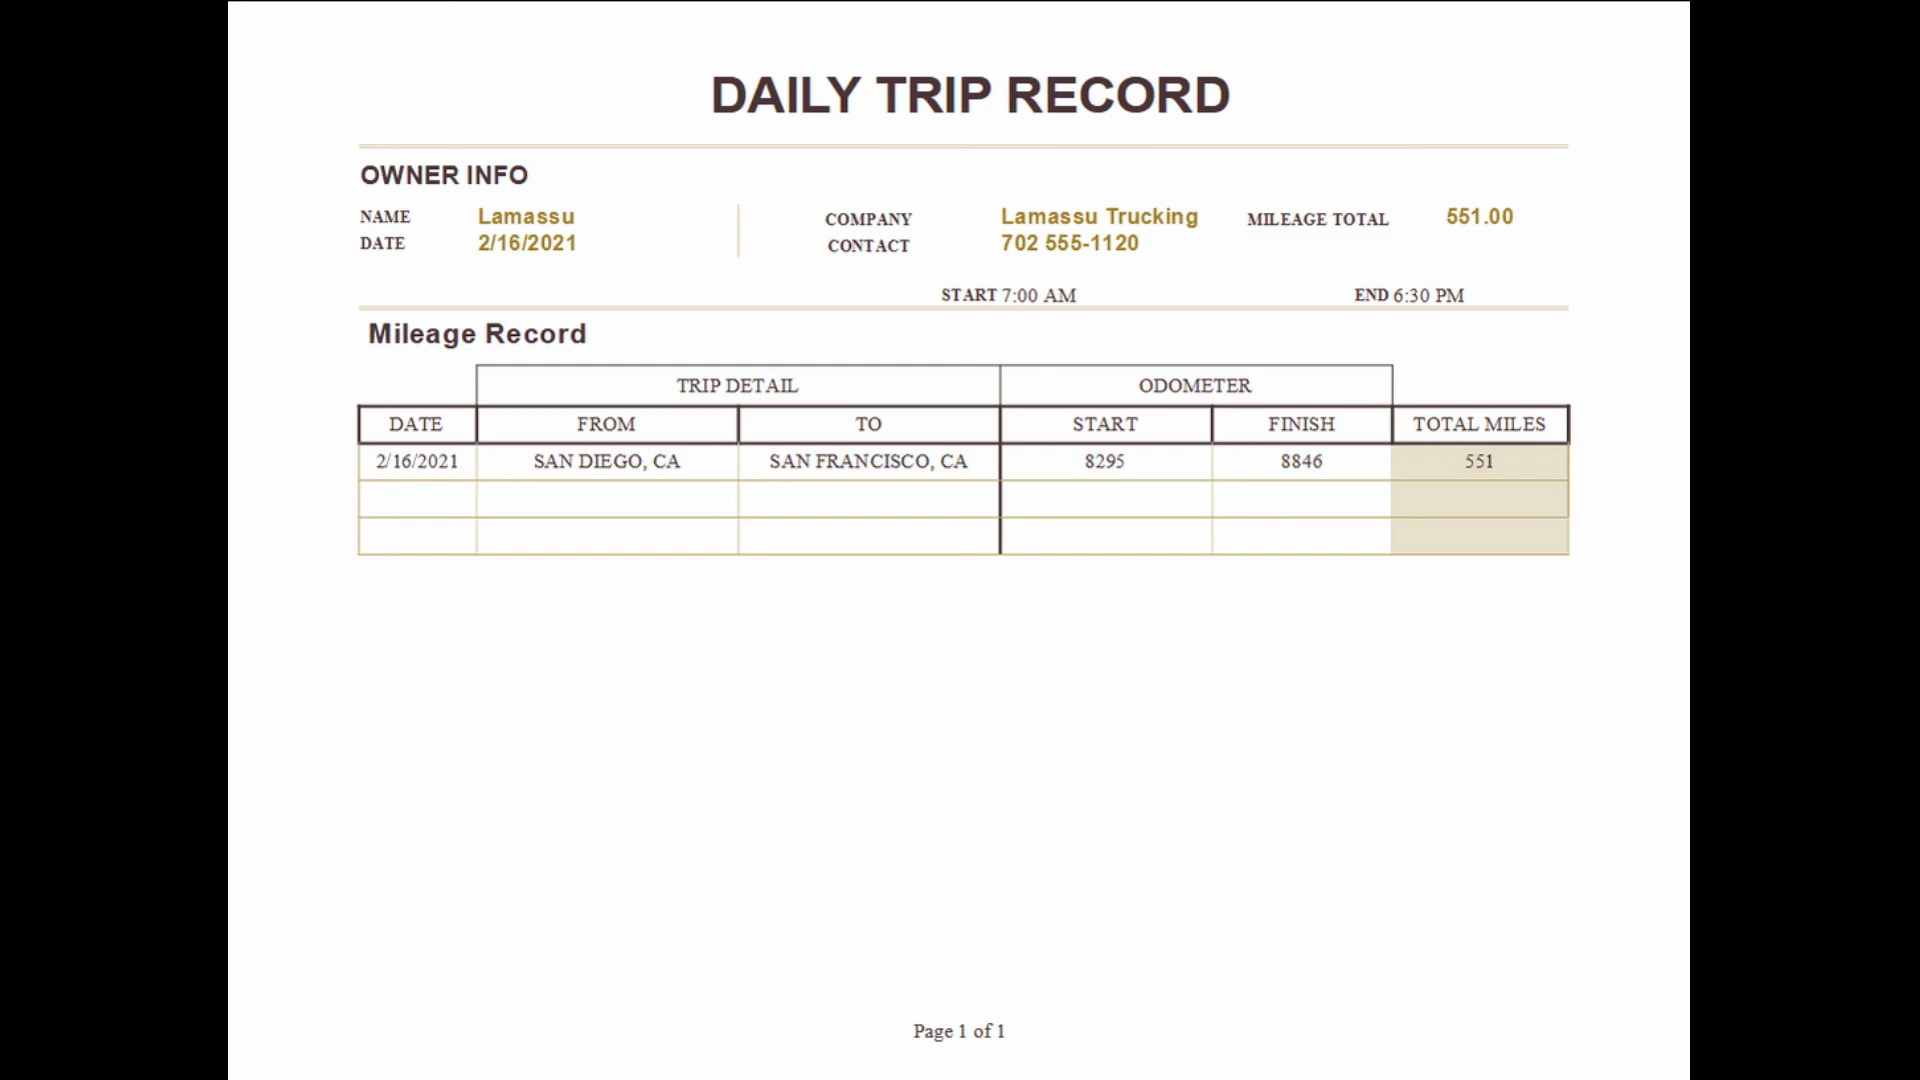 DAILY TRIP RECORD
OWNER INFO
NAME Lamassu COMPANY Lamassu Trucking MILEAGE TOTAL 551.00
DATE 2/16/2021 CONTACT 702 555-1120
START 7:00 AM END 6:30 PM
Mileage Record
TRIP DETAIL ODOMETER
DATE FROM TO START FINISH TOTAL MILES
2/16/2021 SAN DIEGO, CA SAN FRANCISCO, CA 8295 8846 551
Page 1 of 1